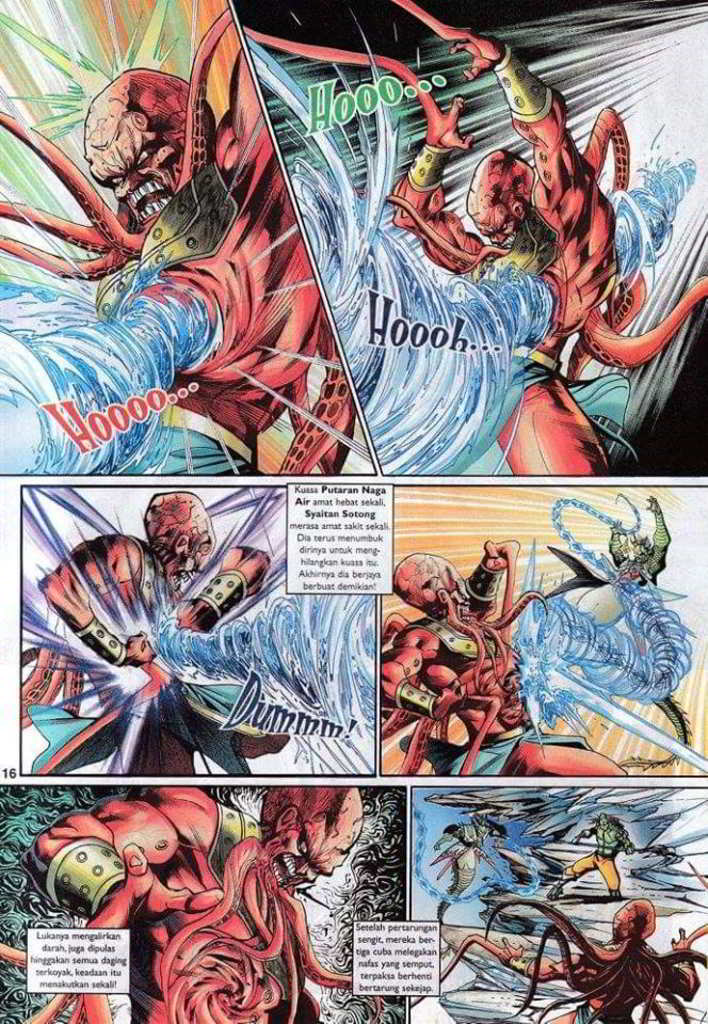 Hooo...
Hoooh...
Hoooo...
Kuasa Putaran Naga
Air amat hebat sekali,
Syaitan Sotong
merasa amat sakit sekali.
Dia terus menumbuk
dirinya untuk meng-
hilangkan kuasa itu.
Akhirnya dia berjaya
berbuat demikian!
Dummm!
16
Lukanya mengalirkan
darah, juga dipulas
hinggakan semua daging
terkoyak, keadaan itu
menakutkan sekali!
Setelah pertarungan
sengit, mereka ber-
tiga cuba melegakan
nafas yang semput,
terpaksa berhenti
bertarung sekejap.